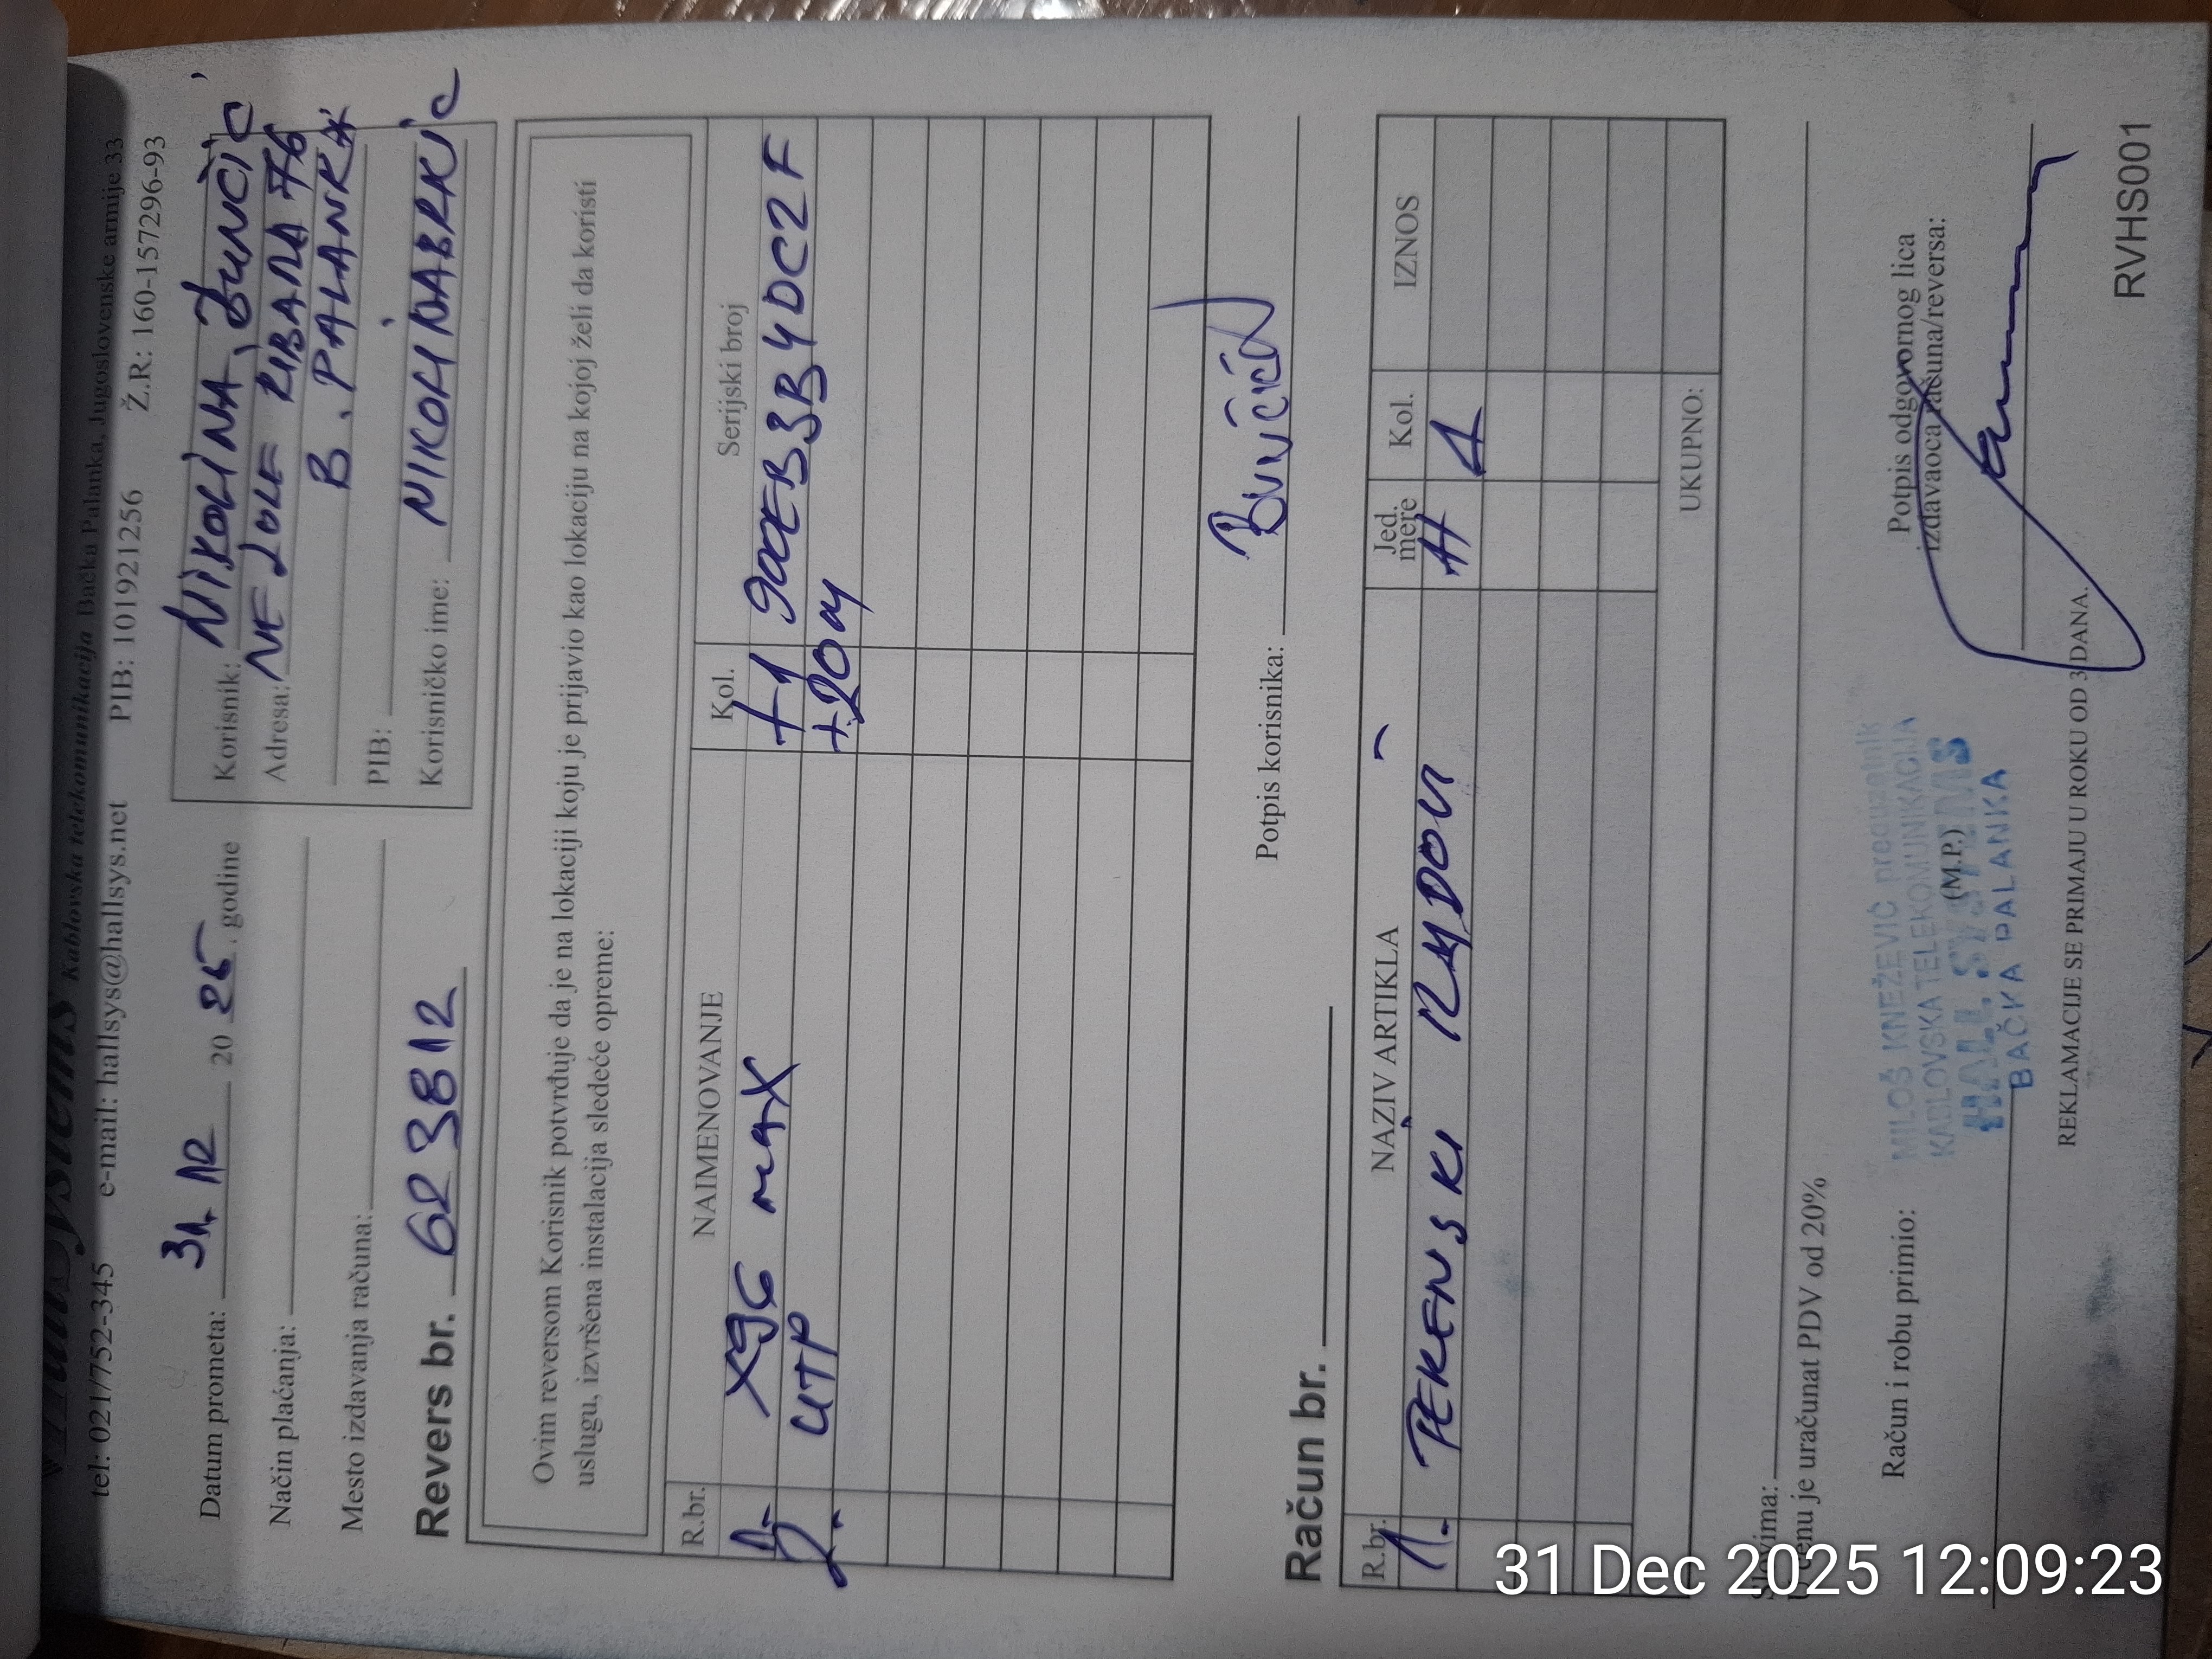 Hallsystems Kablovska telekomunikacija Bačka Palanka, Jugoslovenske armije 33
tel: 021/752-345 e-mail: hallsys@hallsys.net PIB: 101921256 Ž.R: 160-157296-93
Datum prometa: 31. 12 20 25. godine
Način plaćanja:
Mesto izdavanja računa:
Revers br. 623812
Korisnik: NIKOLINA BUNČIĆ
Adresa: NE LOLE RIBARA 76
B. PALANKA
PIB:
Korisničko ime:
Ovim reversom Korisnik potvrđuje da je na lokaciji koju je prijavio kao lokaciju na kojoj želi da koristi
uslugu, izvršena instalacija sledeće opreme:
R.br. NAIMENOVANJE Kol. Serijski broj
1. X96 max +1 900EB3B4DC2F
2. UTP +20m
Potpis korisnika: Bunčić
Račun br.
R.br. NAZIV ARTIKLA Jed. mere Kol. IZNOS
1. TERENSKI H 1
UKUPNO:
Slovima:
U cenu je uračunat PDV od 20%
Račun i robu primio:
Potpis odgovornog lica
izdavaoca računa/reversa:
MILOŠ KNEŽEVIĆ preduzetnik
KABLOVSKA TELEKOMUNIKACIJA
HALL SYSTEMS
(M.P.)
BAČKA PALANKA
REKLAMACIJE SE PRIMAJU U ROKU OD 3 DANA.
RVHS001
31 Dec 2025 12:09:23